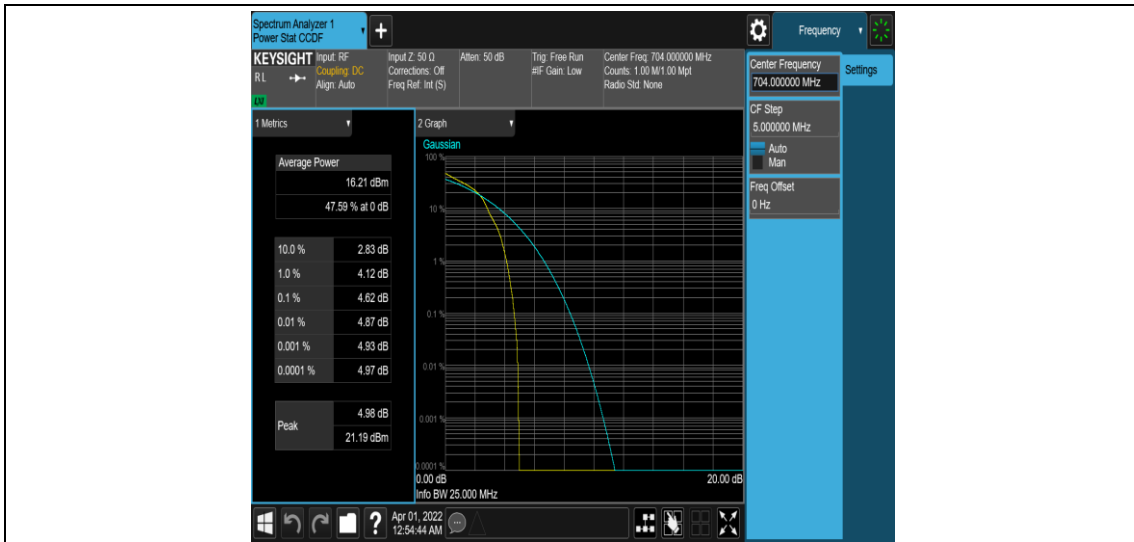 Spectrum Analyzer 1
Power Stat CCDF
Frequency
KEYSIGHT
RL
Input: RF
Coupling: DC
Align: Auto
Input Z: 50 Ω
Corrections: Off
Freq Ref: Int (S)
Atten: 50 dB
Trig: Free Run
#IF Gain: Low
Center Freq: 704.000000 MHz
Counts: 1.00 M/1.00 Mpt
Radio Std: None
Center Frequency
704.000000 MHz
Settings
CF Step
5.000000 MHz
Auto
Man
Freq Offset
0 Hz
1 Metrics
Average Power
16.21 dBm
47.59 % at 0 dB
10.0 % 2.83 dB
1.0 % 4.12 dB
0.1 % 4.62 dB
0.01 % 4.87 dB
0.001 % 4.93 dB
0.0001 % 4.97 dB
Peak
4.98 dB
21.19 dBm
2 Graph
Gaussian
100 %
10 %
1 %
0.1 %
0.01 %
0.001 %
0.0001 %
0.00 dB 20.00 dB
Info BW 25.000 MHz
?
Apr 01, 2022
12:54:44 AM